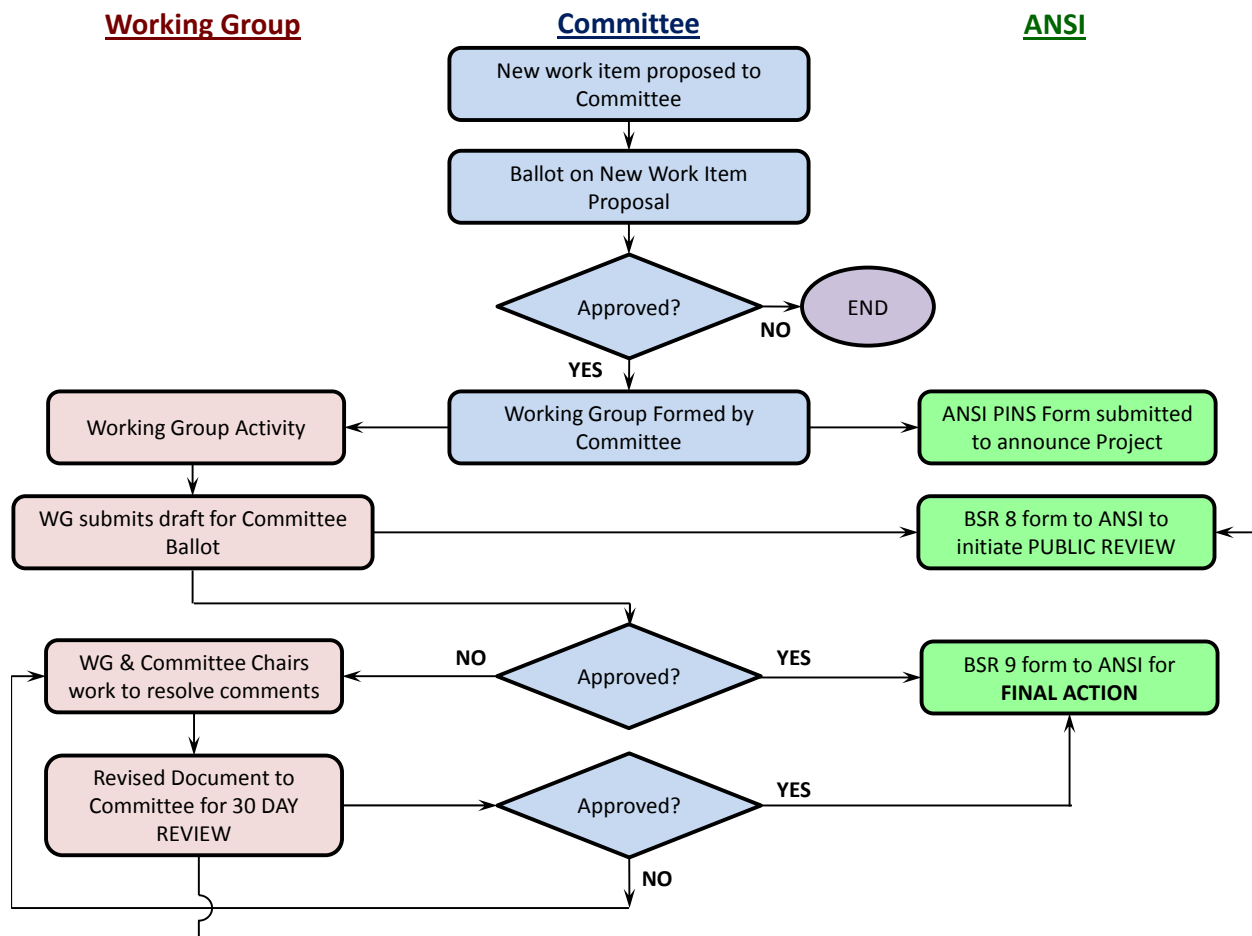 Working Group
Committee
ANSI
New work item proposed to
Committee
Ballot on New Work Item
Proposal
Approved?
NO
END
YES
Working Group Activity
Working Group Formed by
Committee
ANSI PINS Form submitted
to announce Project
WG submits draft for Committee
Ballot
BSR 8 form to ANSI to
initiate PUBLIC REVIEW
WG & Committee Chairs
work to resolve comments
NO
Approved?
YES
BSR 9 form to ANSI for
FINAL ACTION
Revised Document to
Committee for 30 DAY
REVIEW
Approved?
YES
NO